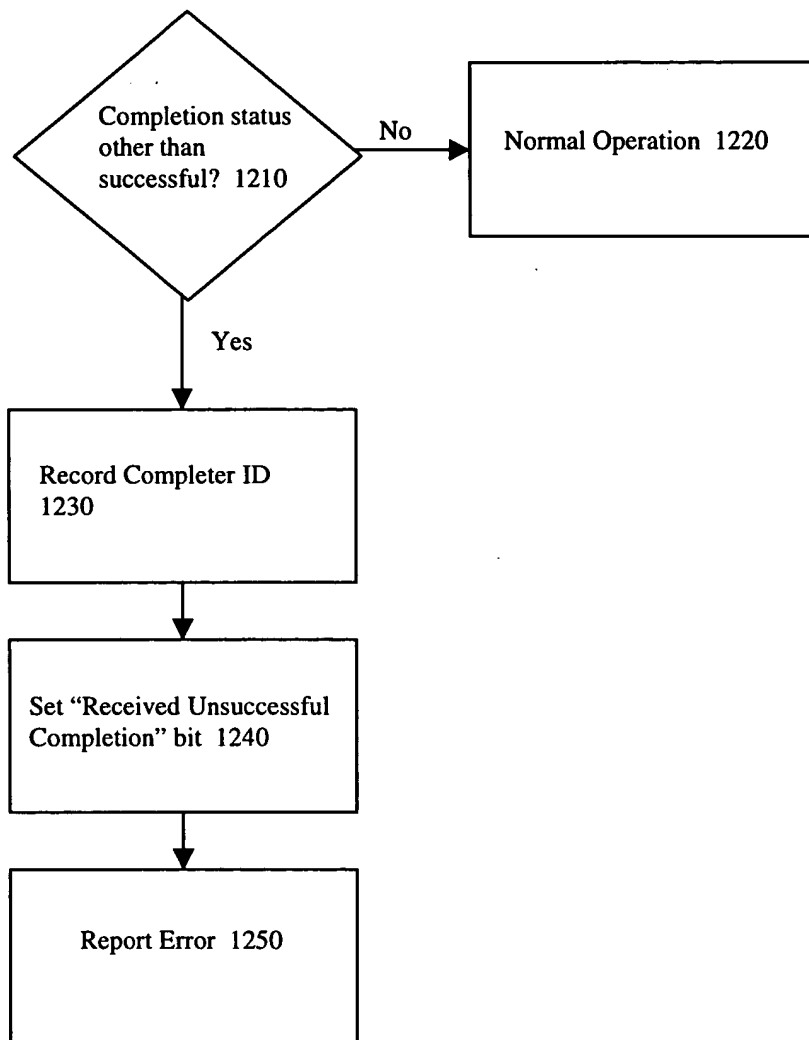 Completion status
other than
successful? 1210
No
Normal Operation 1220
Yes
Record Completer ID
1230
Set “Received Unsuccessful
Completion” bit 1240
Report Error 1250